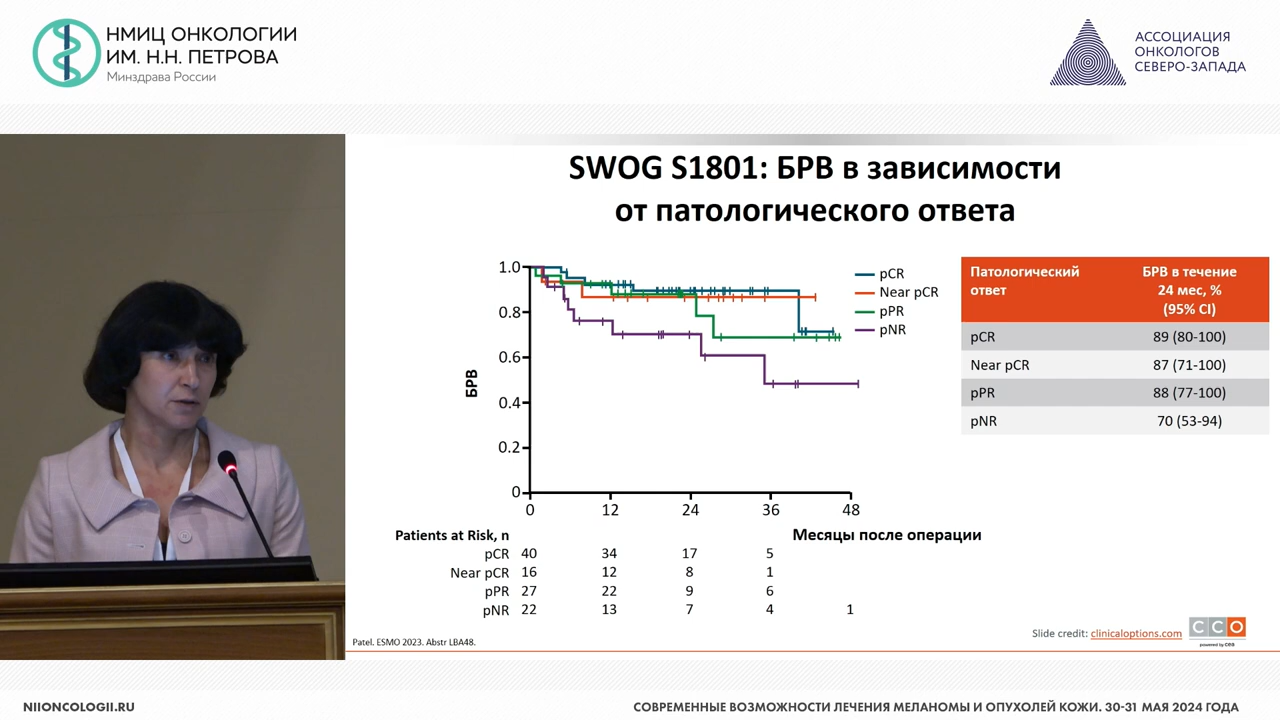 НМИЦ ОНКОЛОГИИ
ИМ. Н.Н. ПЕТРОВА
Минздрава России
АССОЦИАЦИЯ
ОНКОЛОГОВ
СЕВЕРО-ЗАПАДА
SWOG S1801: БРВ в зависимости
от патологического ответа
1.0
0.8
0.6
0.4
0.2
0
БРВ
0 12 24 36 48
Месяцы после операции
pCR
Near pCR
pPR
pNR
Патологический ответ БРВ в течение 24 мес, % (95% CI)
pCR 89 (80-100)
Near pCR 87 (71-100)
pPR 88 (77-100)
pNR 70 (53-94)
Patients at Risk, n
pCR 40 34 17 5
Near pCR 16 12 8 1
pPR 27 22 9 6
pNR 22 13 7 4 1
Patel. ESMO 2023. Abstr LBA48.
Slide credit: clinicaloptions.com
CCO
powered by cea
NIIONCOLOGII.RU
СОВРЕМЕННЫЕ ВОЗМОЖНОСТИ ЛЕЧЕНИЯ МЕЛАНОМЫ И ОПУХОЛЕЙ КОЖИ. 30-31 МАЯ 2024 ГОДА